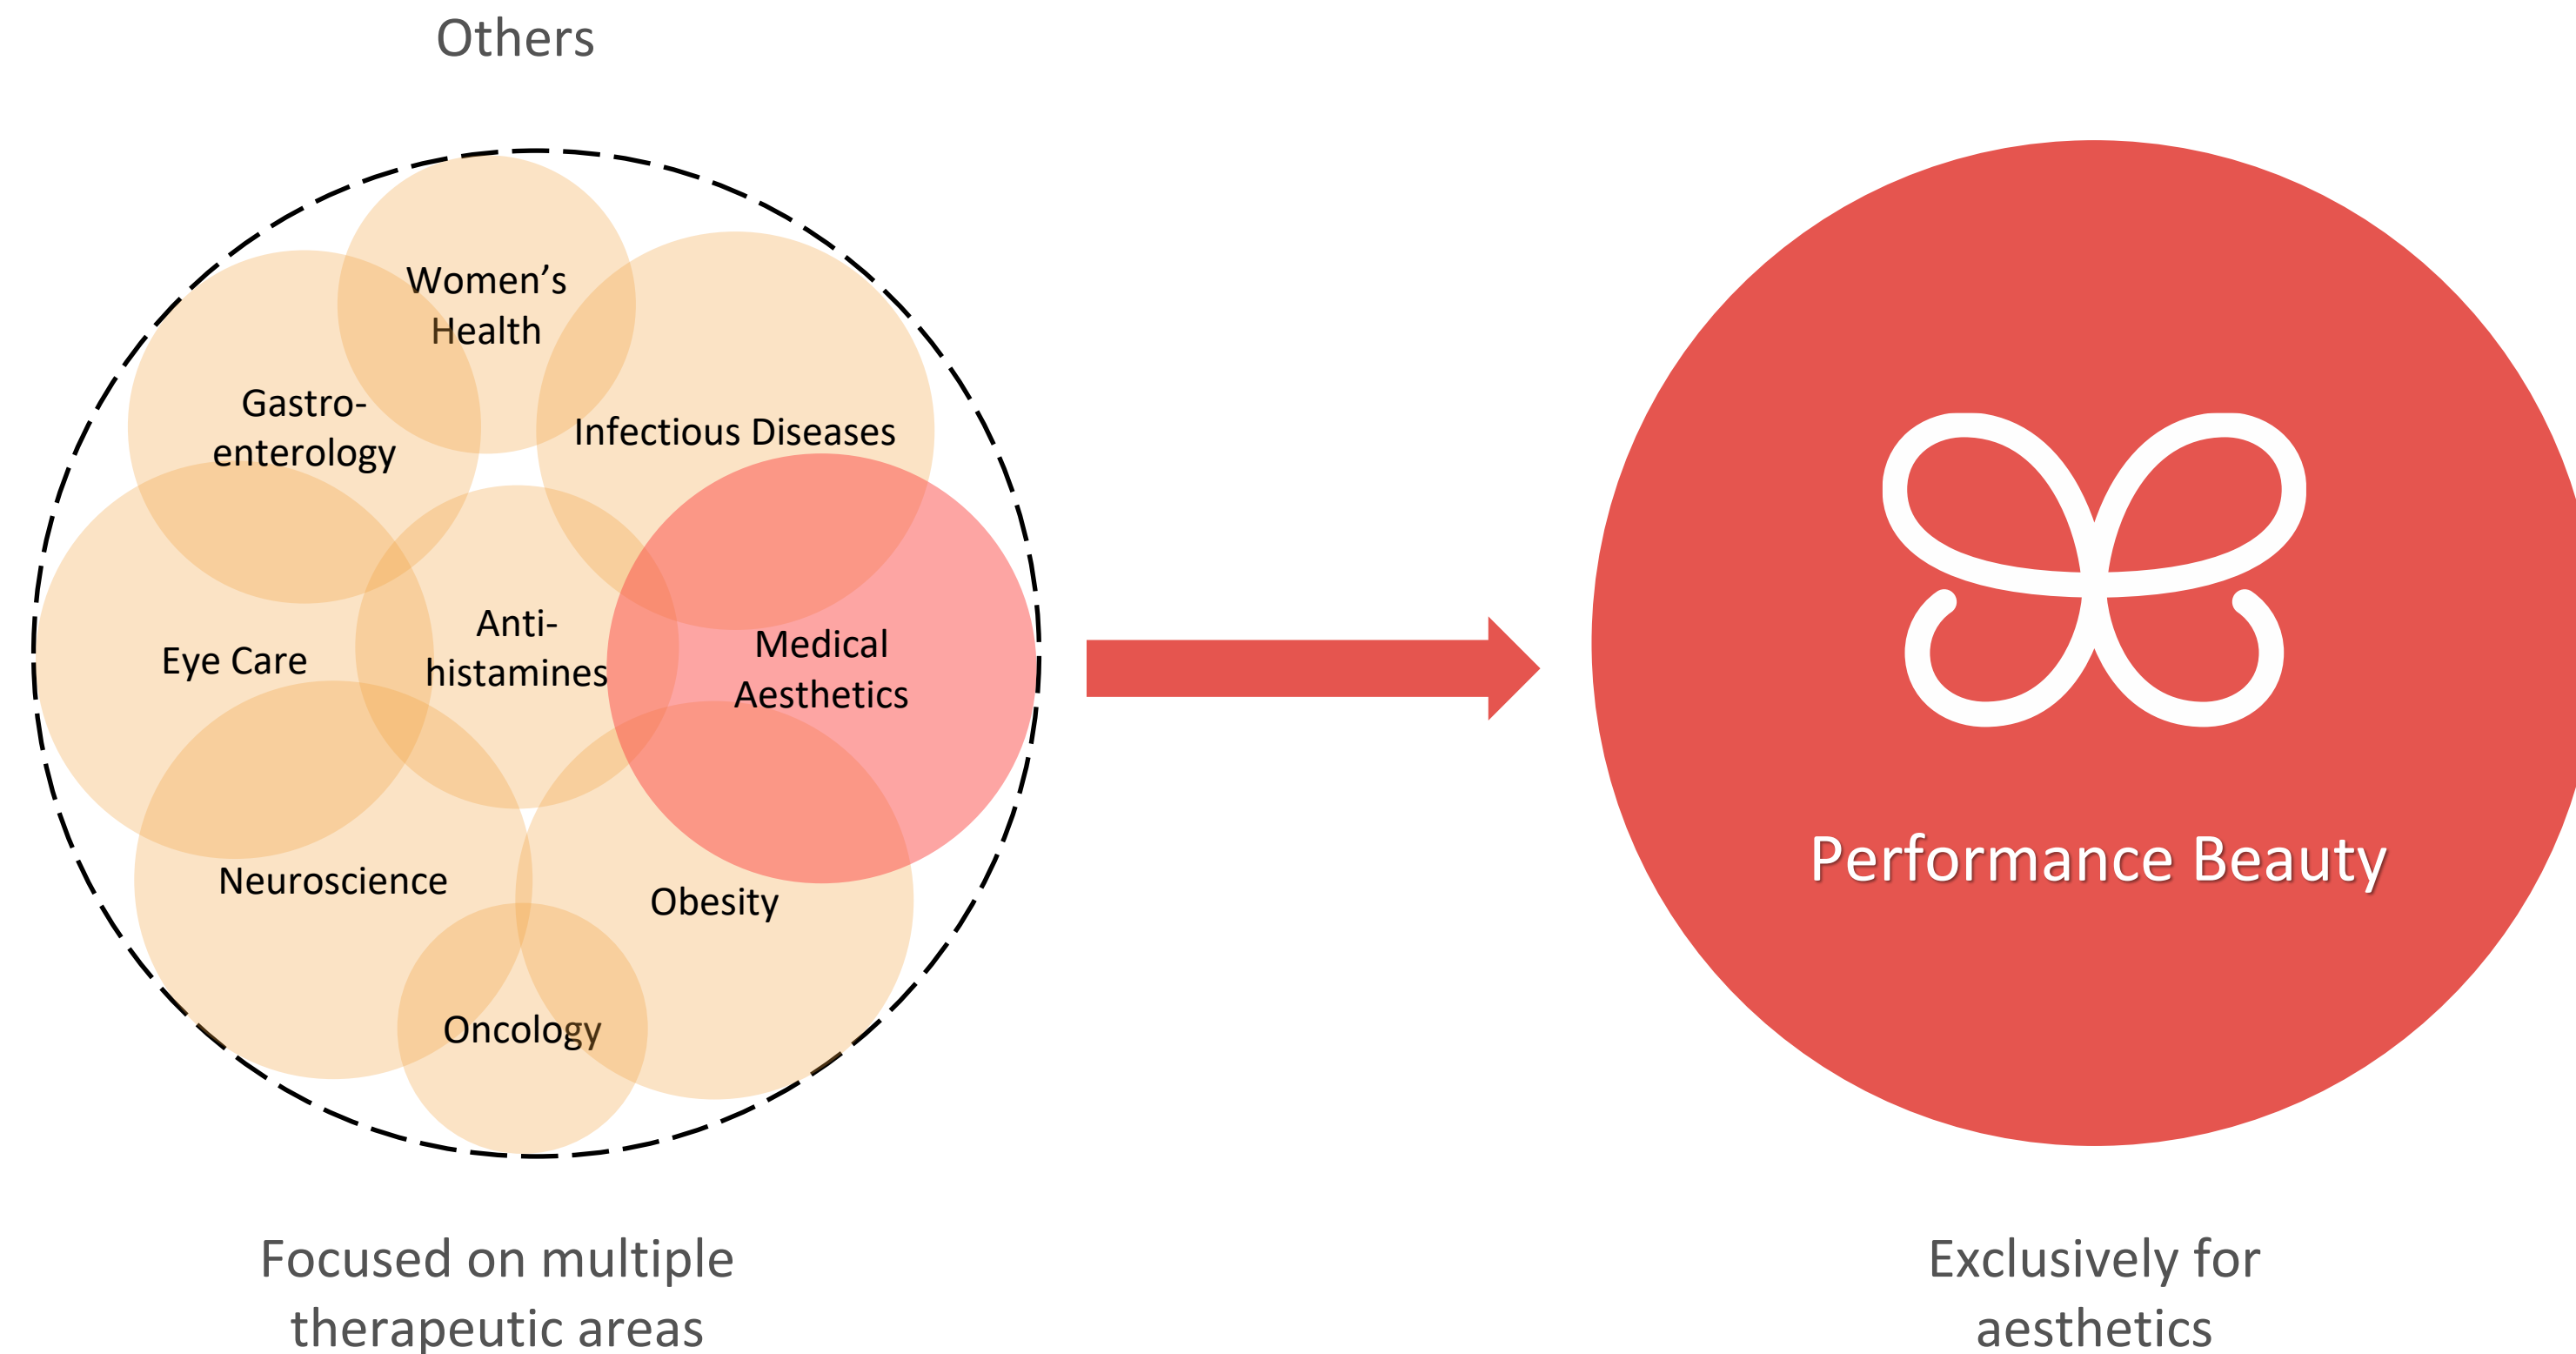 Others
Women’s
Health
Gastro-
enterology
Infectious Diseases
Anti-
histamines
Eye Care
Medical
Aesthetics
Neuroscience
Obesity
Oncology
Focused on multiple
therapeutic areas
Performance Beauty
Exclusively for
aesthetics